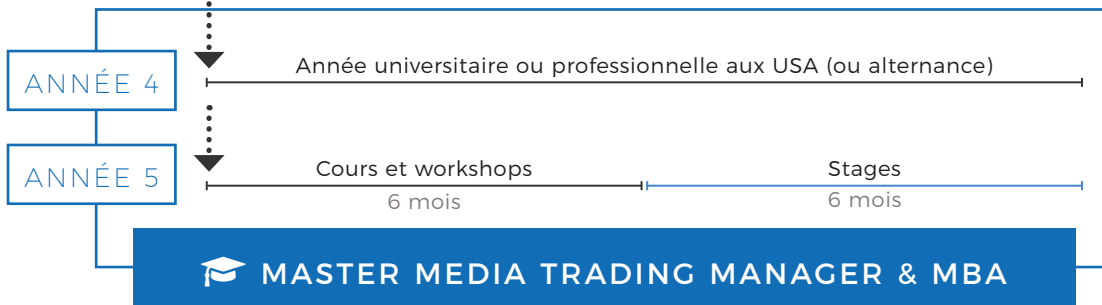 ANNÉE 4
Année universitaire ou professionnelle aux USA (ou alternance)
ANNÉE 5
Cours et workshops
6 mois
Stages
6 mois
MASTER MEDIA TRADING MANAGER & MBA